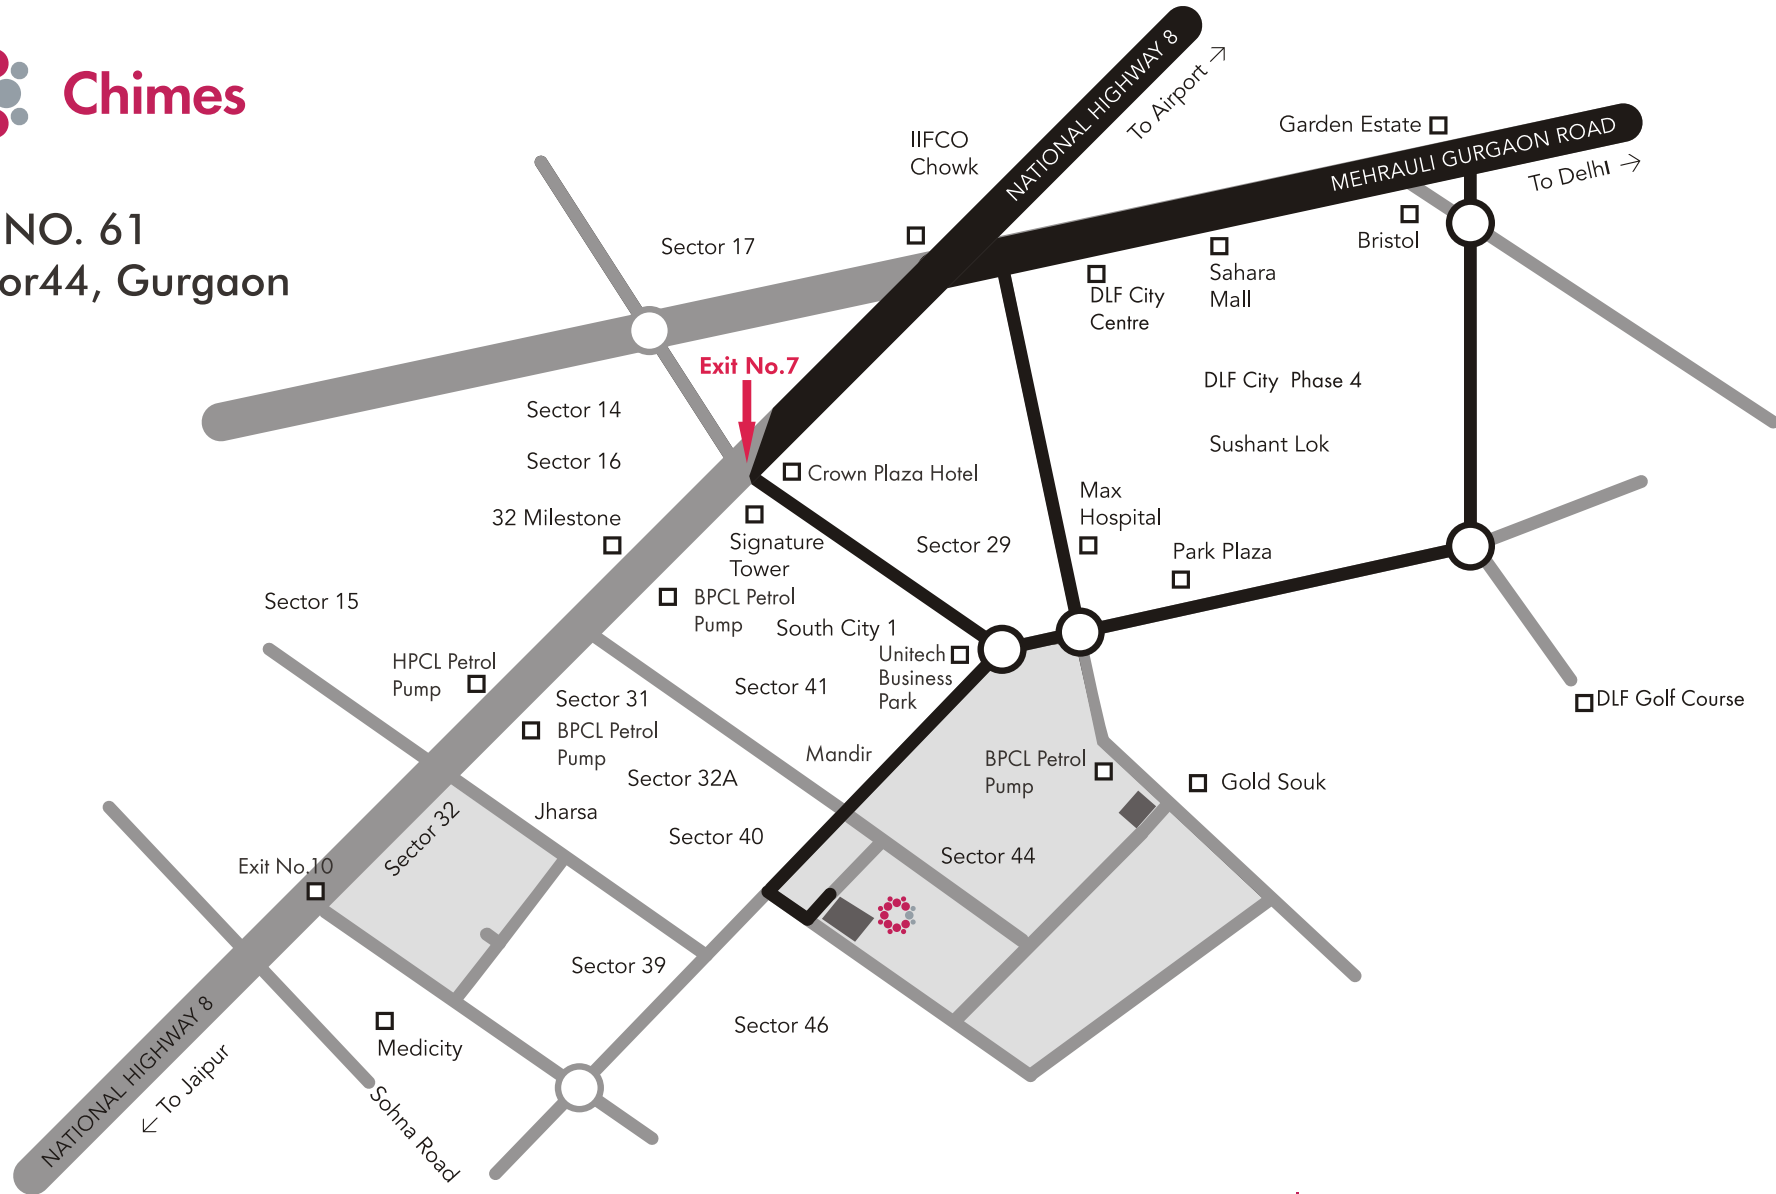 Chimes
NO. 61
or44, Gurgaon
NATIONAL HIGHWAY 8
To Airport →
IIFCO
Chowk
Garden Estate
MEHRAULI GURGAON ROAD
To Delhi →
Sector 17
Bristol
Sahara
Mall
DLF City
Centre
Exit No.7
DLF City Phase 4
Sector 14
Sushant Lok
Sector 16
Crown Plaza Hotel
Max
Hospital
32 Milestone
Signature
Tower
Sector 29
Park Plaza
Sector 15
BPCL Petrol
Pump
South City 1
Unitech
Business
Park
HPCL Petrol
Pump
Sector 31
Sector 41
DLF Golf Course
BPCL Petrol
Pump
Mandir
BPCL Petrol
Pump
Sector 32A
Gold Souk
Jharsa
Sector 32
Sector 40
Sector 44
Exit No.10
Sector 39
Medicity
Sector 46
NATIONAL HIGHWAY 8
← To Jaipur
Sohna Road